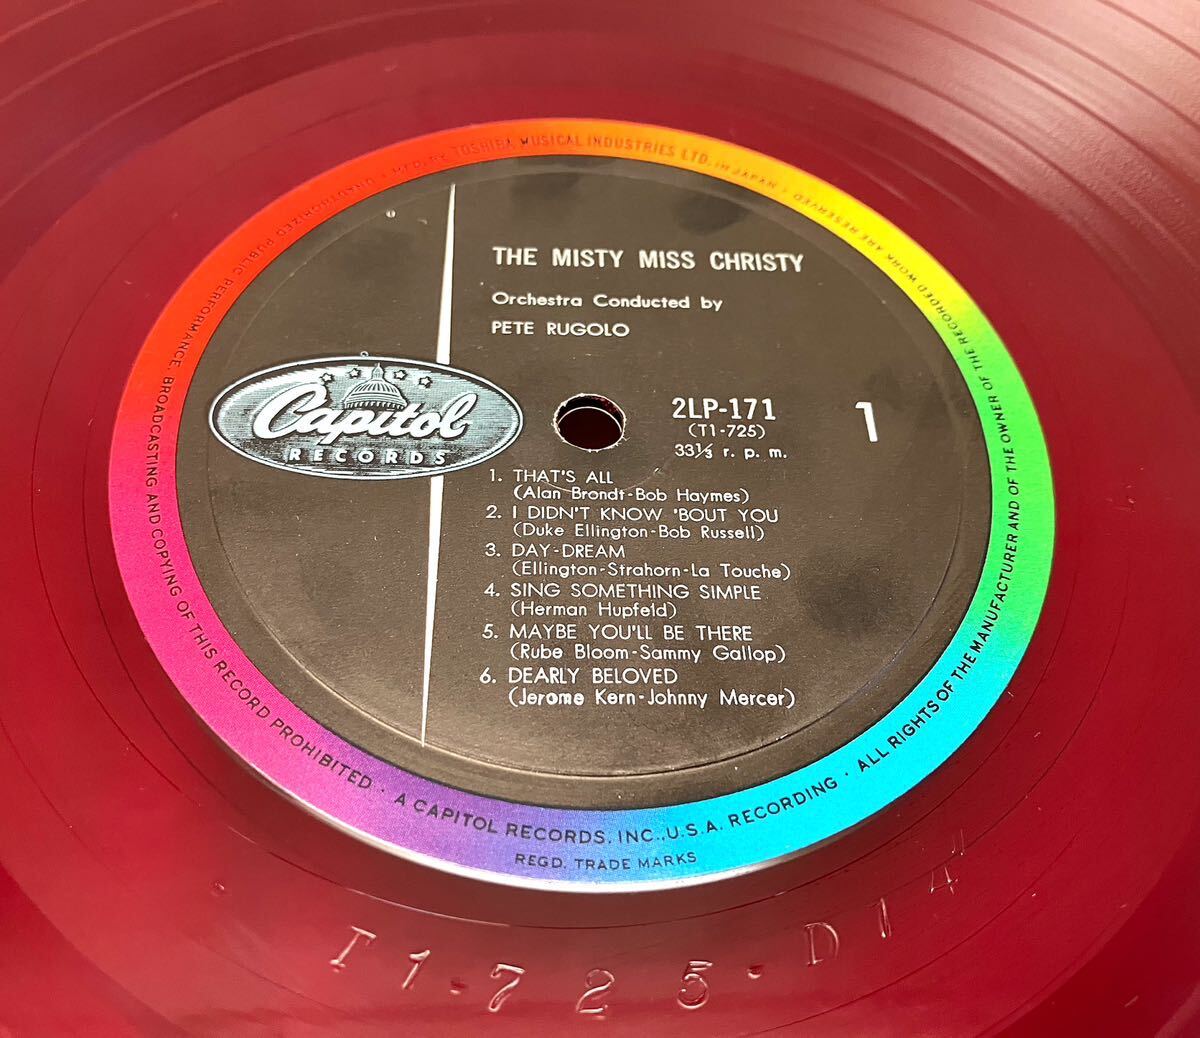 THE MISTY MISS CHRISTY
Orchestra Conducted by
PETE RUGOLO
Capitol
RECORDS
2LP-171
(T1-725)
33⅓ r. p. m.
1
1. THAT'S ALL
(Alan Brondt-Bob Haymes)
2. I DIDN'T KNOW 'BOUT YOU
(Duke Ellington-Bob Russell)
3. DAY-DREAM
(Ellington-Strahorn-La Touche)
4. SING SOMETHING SIMPLE
(Herman Hupfeld)
5. MAYBE YOU'LL BE THERE
(Rube Bloom-Sammy Gallop)
6. DEARLY BELOVED
(Jerome Kern-Johnny Mercer)
MFD. BY TOSHIBA MUSICAL INDUSTRIES LTD. IN JAPAN •
ALL RIGHTS OF THE MANUFACTURER AND OF THE OWNER OF THE RECORDED WORK ARE RESERVED
UNAUTHORIZED PUBLIC PERFORMANCE, BROADCASTING AND COPYING OF THIS RECORD PROHIBITED •
A CAPITOL RECORDS, INC., U.S.A. RECORDING •
REGD. TRADE MARKS
T1-725-D14